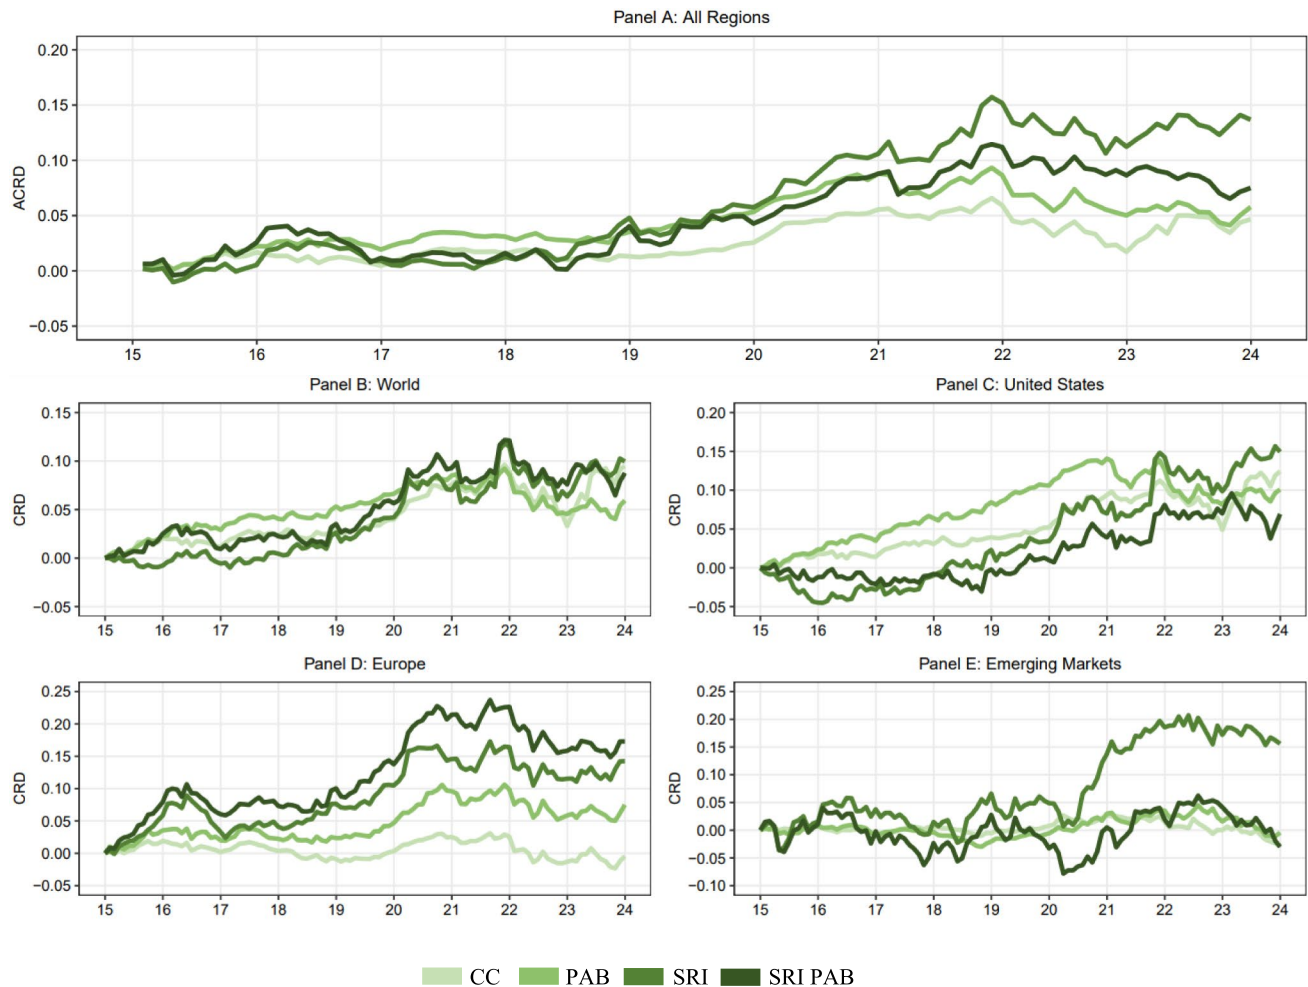 Panel A: All Regions
0.20
0.15
0.10
0.05
0.00
−0.05
ACRD
15 16 17 18 19 20 21 22 23 24
Panel B: World
0.15
0.10
0.05
0.00
−0.05
CRD
15 16 17 18 19 20 21 22 23 24
Panel C: United States
0.20
0.15
0.10
0.05
0.00
−0.05
CRD
15 16 17 18 19 20 21 22 23 24
Panel D: Europe
0.25
0.20
0.15
0.10
0.05
0.00
−0.05
CRD
15 16 17 18 19 20 21 22 23 24
Panel E: Emerging Markets
0.25
0.20
0.15
0.10
0.05
0.00
−0.05
−0.10
CRD
15 16 17 18 19 20 21 22 23 24
CC PAB SRI SRI PAB